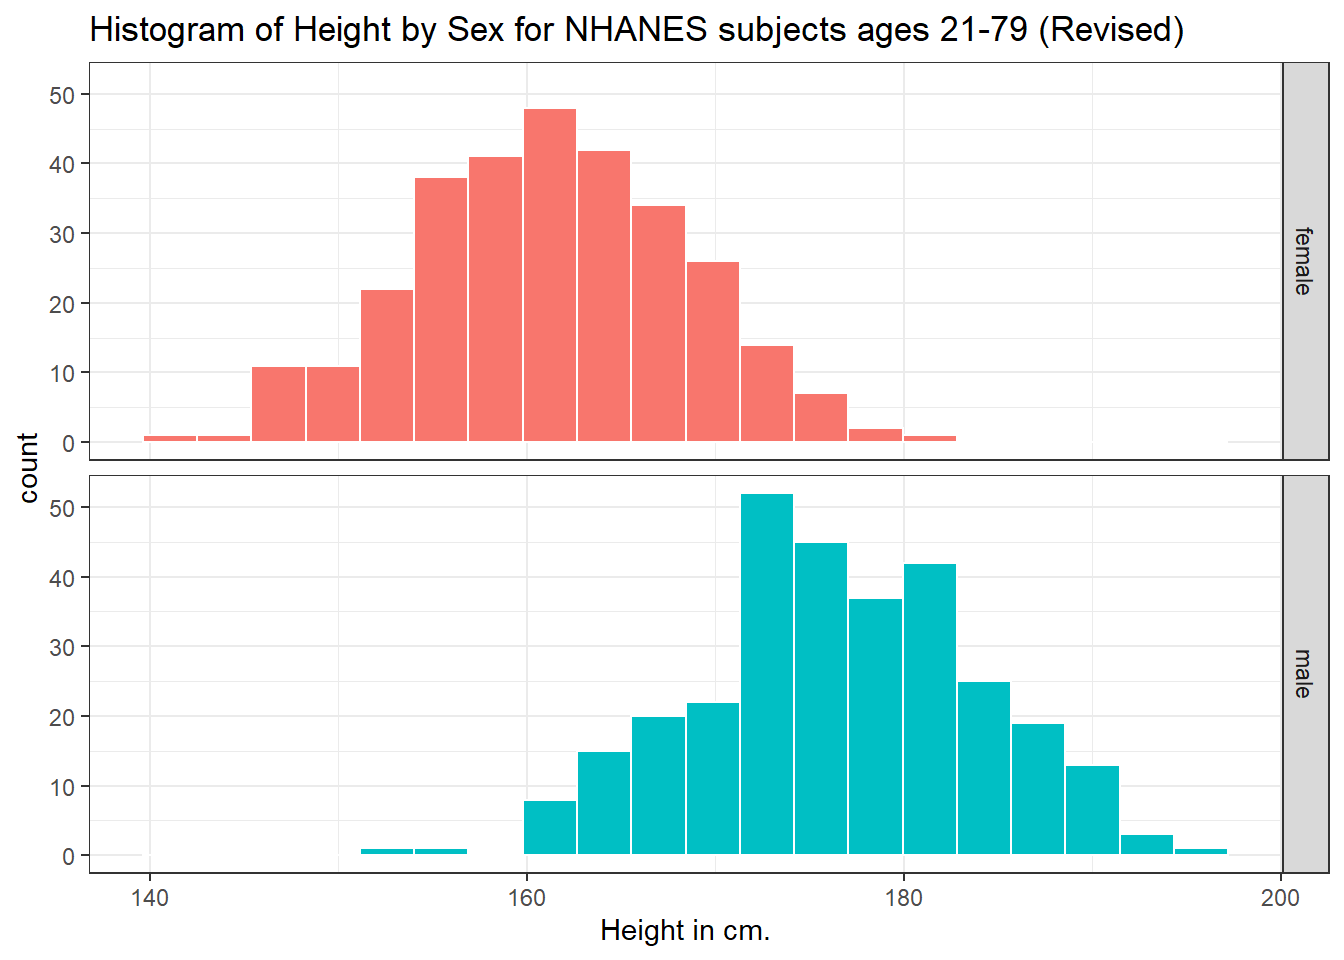 Histogram of Height by Sex for NHANES subjects ages 21-79 (Revised)
50
40
30
20
10
0
female
count
50
40
30
20
10
0
male
140 160 180 200
Height in cm.